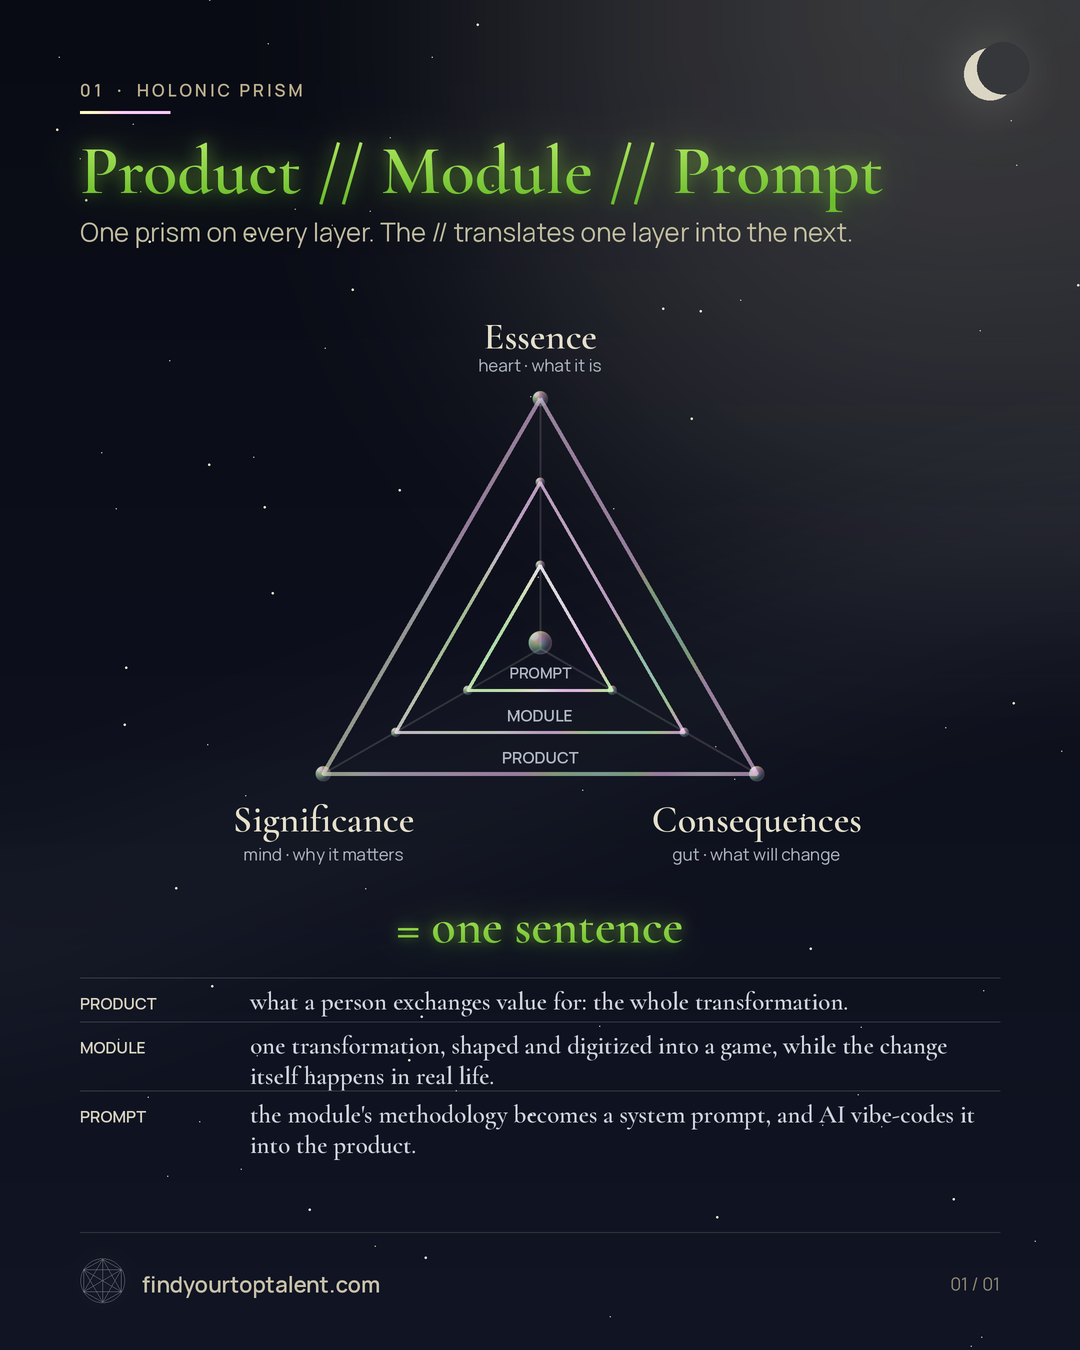 01 · HOLONIC PRISM
Product // Module // Prompt
One prism on every layer. The // translates one layer into the next.
Essence
heart · what it is
PROMPT
MODULE
PRODUCT
Significance
mind · why it matters
Consequences
gut · what will change
= one sentence
PRODUCT
what a person exchanges value for: the whole transformation.
MODULE
one transformation, shaped and digitized into a game, while the change
itself happens in real life.
PROMPT
the module's methodology becomes a system prompt, and AI vibe-codes it
into the product.
findyourtoptalent.com
01 / 01